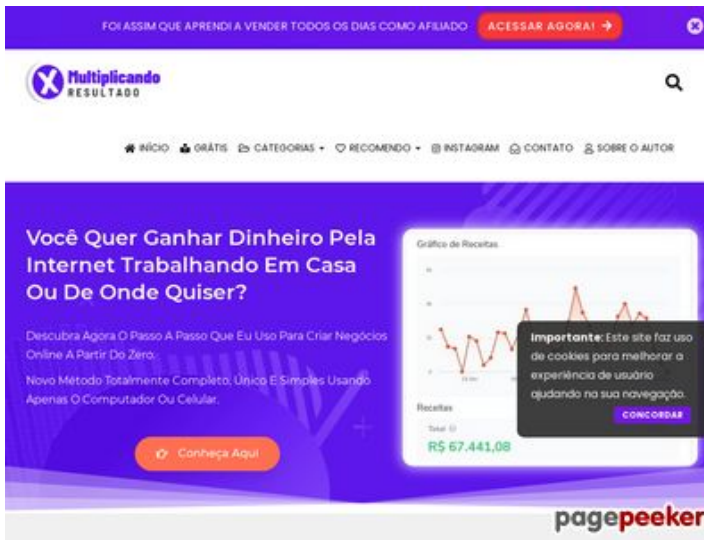 FOI ASSIM QUE APRENDI A VENDER TODOS OS DIAS COMO AFILIADO ACESSAR AGORA!
Multiplicando
RESULTADO
INÍCIO GRÁTIS CATEGORIAS RECOMENDO INSTAGRAM CONTATO SOBRE O AUTOR
Você Quer Ganhar Dinheiro Pela
Internet Trabalhando Em Casa
Ou De Onde Quiser?
Descubra Agora O Passo A Passo Que Eu Uso Para Criar Negócios
Online A Partir Do Zero.
Novo Método Totalmente Completo, Único E Simples Usando
Apenas O Computador Ou Celular.
Conheça Aqui
Gráfico de Receitas
Importante: Este site faz uso
de cookies para melhorar a
experiência de usuário
ajudando na sua navegação.
CONCORDAR
Receitas
Total
R$ 67.441,08
pagepeeker